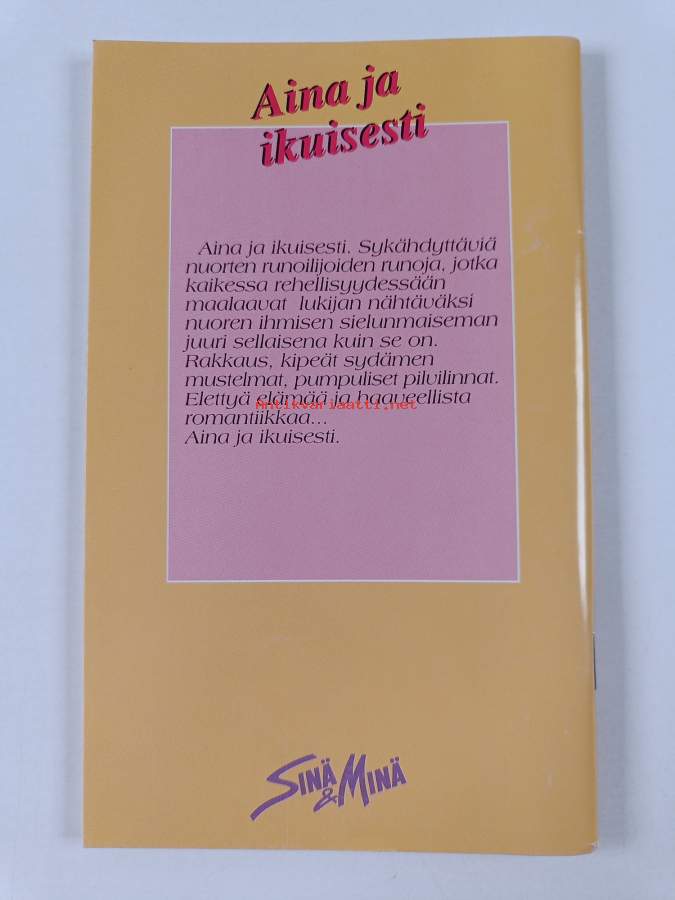 Aina ja
ikuisesti
Aina ja ikuisesti. Sykähdyttäviä
nuorten runoilijoiden runoja, jotka
kaikessa rehellisyydessään
maalaavat lukijan nähtäväksi
nuoren ihmisen sielunmaiseman
juuri sellaisena kuin se on.
Rakkaus, kipeät sydämen
mustelmat, pumpuliset pilvilinnat.
Elettyä elämää ja haaveellista
Antikvariaatti.net
romantiikkaa...
Aina ja ikuisesti.
SINÄ
& MINÄ